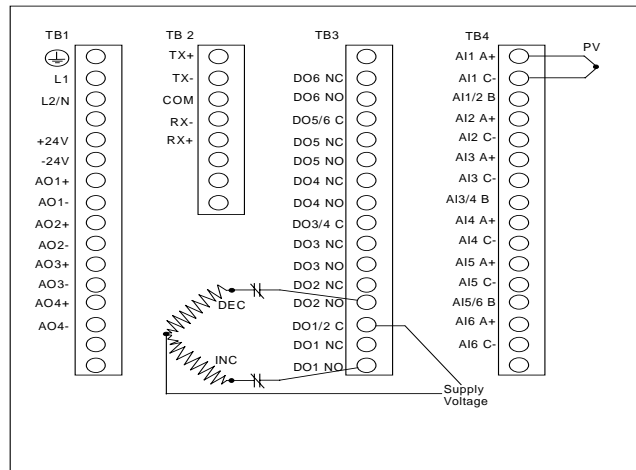 TB1
L1
L2/N
+24V
-24V
AO1+
AO1-
AO2+
AO2-
AO3+
AO3-
AO4+
AO4-
TB 2
TX+
TX-
COM
RX-
RX+
TB3
DO6 NC
DO6 NO
DO5/6 C
DO5 NC
DO5 NO
DO4 NC
DO4 NO
DO3/4 C
DO3 NC
DO3 NO
DO2 NC
DO2 NO
DO1/2 C
DO1 NC
DO1 NO
DEC
INC
Supply
Voltage
TB4
AI1 A+
AI1 C-
AI1/2 B
AI2 A+
AI2 C-
AI3 A+
AI3 C-
AI3/4 B
AI4 A+
AI4 C-
AI5 A+
AI5 C-
AI5/6 B
AI6 A+
AI6 C-
PV